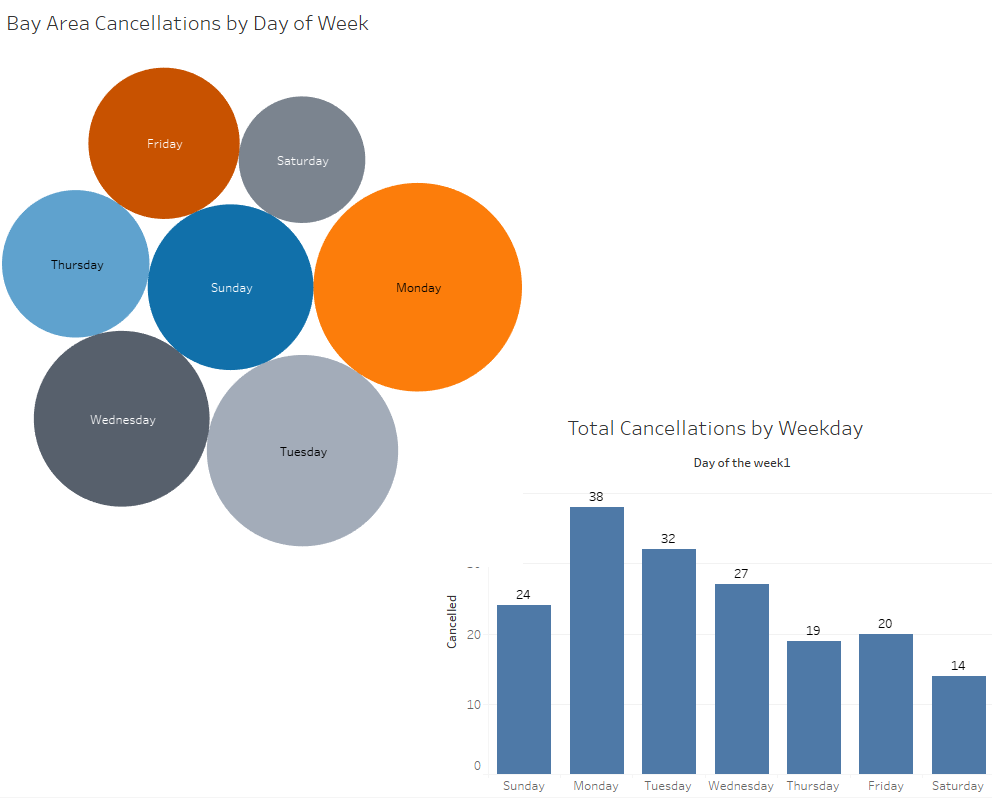 Bay Area Cancellations by Day of Week
Friday
Saturday
Thursday
Sunday
Monday
Wednesday
Tuesday
Total Cancellations by Weekday
Day of the week1
38
32
27
24
20
19
14
Cancelled
20
10
0
Sunday Monday Tuesday Wednesday Thursday Friday Saturday